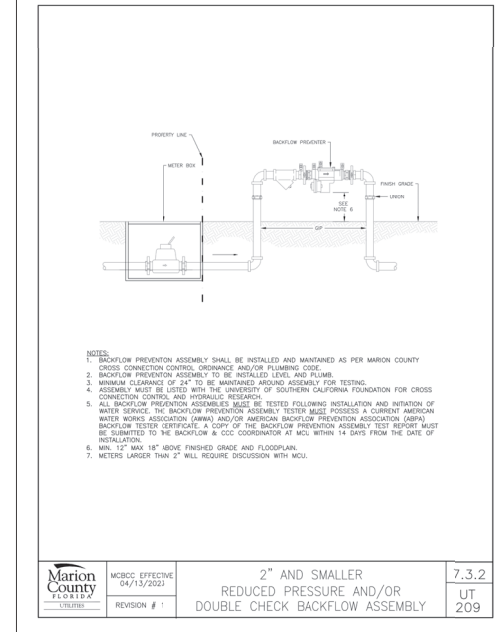 PROPERTY LINE
BACKFLOW PREVENTER
METER BOX
FINISH GRADE
UNION
SEE
NOTE 6
DIP
NOTES:
1. BACKFLOW PREVENTON ASSEMBLY SHALL BE INSTALLED AND MANTAINED AS PER MARION COUNTY
CROSS CONNECTION CONTROL ORDINANCE AND/OR PLUMBING CODE.
2. BACKFLOW PREVENTON ASSEMBLY TO BE INSTALLED LEVEL AND PLUMB.
3. MINIMUM CLEARANCE OF 24" TO BE MAINTAINED AROUND ASSEMBLY FOR TESTING.
4. ASSEMBLY MUST BE LISTED WITH THE UNIVERSITY OF SOUTHERN CALIFORNIA FOUNDATION FOR CROSS
CONNECTION CONTROL AND HYDRAULIC RESEARCH.
5. ALL BACKFLOW PREVENTION ASSEMBLIES MUST BE TESTED FOLLOWING INSTALLATION AND INITIATION OF
WATER SERVICE. THE BACKFLOW PREVENTION ASSEMBLY TESTER MUST POSSESS A CURRENT AMERICAN
WATER WORKS ASSOCIATION (AWWA) AND/OR AMERICAN BACKFLOW PREVENTION ASSOCIATION (ABPA)
BACKFLOW TESTER CERTIFICATE. A COPY OF THE BACKFLOW PREVENTION ASSEMBLY TEST REPORT MUST
BE SUBMITTED TO THE BACKFLOW & CCC COORDINATOR AT MCU WITHIN 14 DAYS FROM THE DATE OF
INSTALLATION.
6. MIN. 12" MAX 18" ABOVE FINISHED GRADE AND FLOODPLAIN.
7. METERS LARGER THAN 2" WILL REQUIRE DISCUSSION WITH MCU.
Marion
County
FLORIDA
UTILITIES
MCBCC EFFECTIVE
04/13/2021
REVISION # 1
2" AND SMALLER
REDUCED PRESSURE AND/OR
DOUBLE CHECK BACKFLOW ASSEMBLY
7.3.2
UT
209